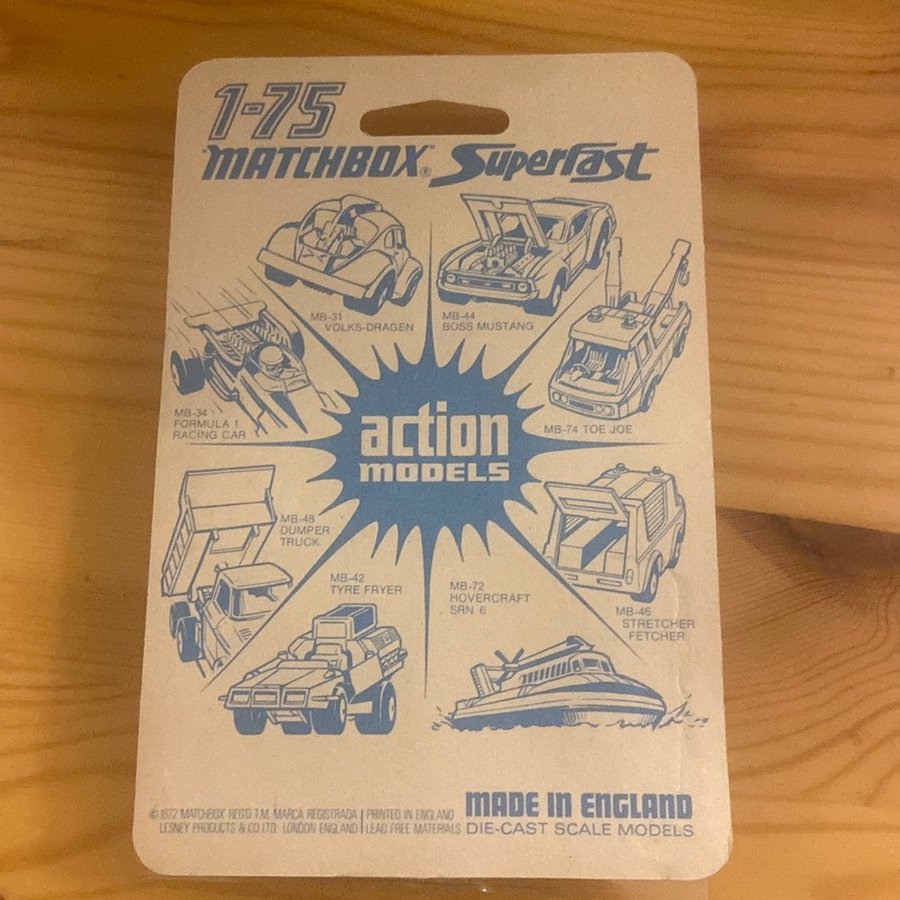 1-75
"MATCHBOX"® Superfast
MB-31
VOLKS-DRAGEN
MB-44
BOSS MUSTANG
MB-34
FORMULA 1
RACING CAR
MB-74 TOE JOE
action
MODELS
MB-48
DUMPER
TRUCK
MB-42
TYRE FRYER
MB-72
HOVERCRAFT
SRN 6
MB-46
STRETCHER
FETCHER
© 1972 "MATCHBOX" REG'D T.M. MARCA REGISTRADA | PRINTED IN ENGLAND
LESNEY PRODUCTS & CO. LTD. LONDON ENGLAND | LEAD FREE MATERIALS
MADE IN ENGLAND
DIE-CAST SCALE MODELS